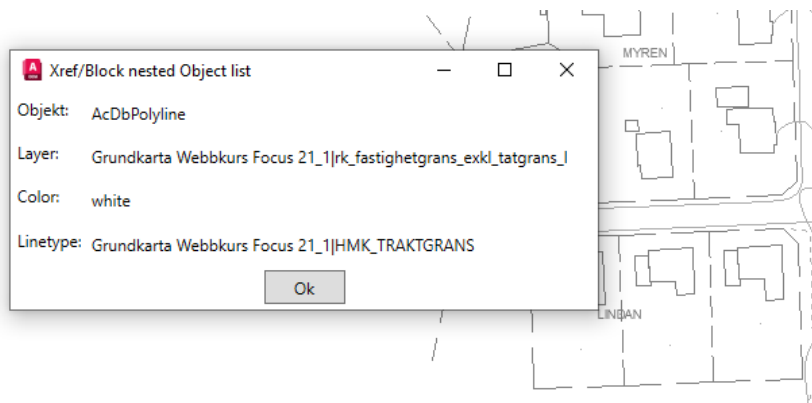 MYREN
Xref/Block nested Object list
Objekt: AcDbPolyline
Layer: Grundkarta Webbkurs Focus 21_1|rk_fastighetgrans_exkl_tatgrans_l
Color: white
Linetype: Grundkarta Webbkurs Focus 21_1|HMK_TRAKTGRANS
Ok
LINDAN